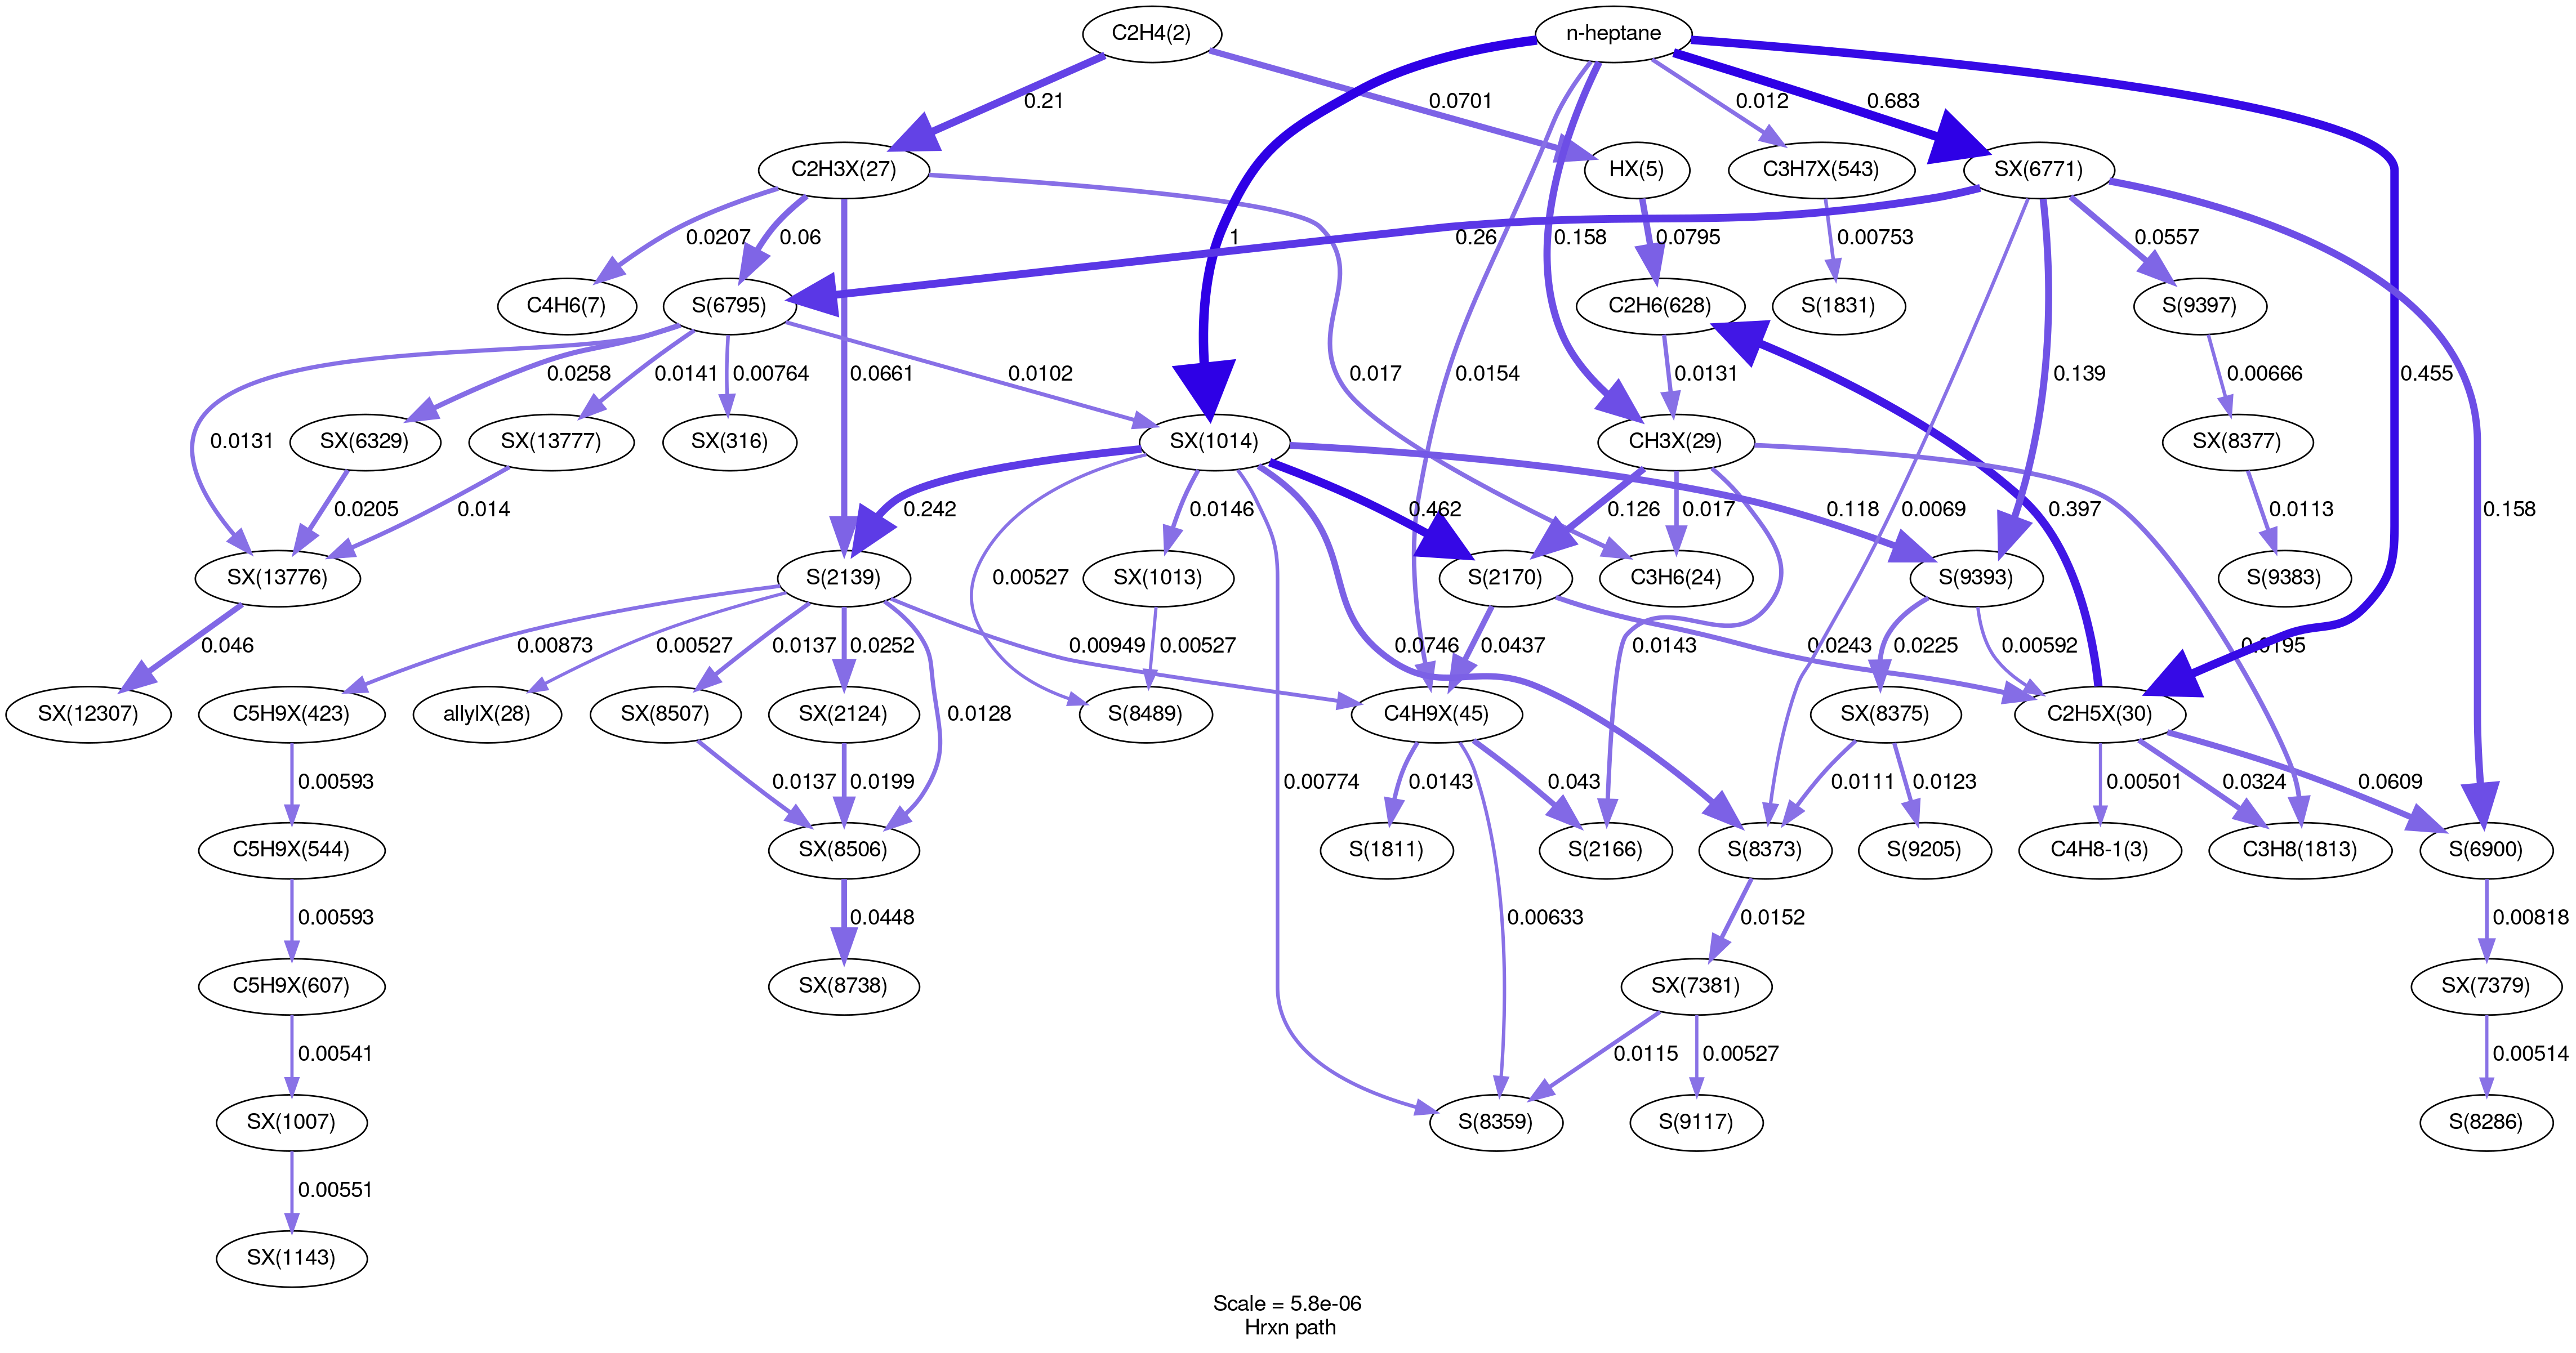 C2H4(2)
n-heptane
0.21
0.0701
0.012
0.683
C2H3X(27)
HX(5)
C3H7X(543)
SX(6771)
0.0207
0.06
1
0.26
0.158
0.0795
0.00753
0.0557
C4H6(7)
S(6795)
C2H6(628)
S(1831)
S(9397)
0.0131
0.0258
0.0141
0.00764
0.0661
0.0102
0.017
0.0154
0.0131
0.139
0.00666
0.455
SX(6329)
SX(13777)
SX(316)
SX(1014)
CH3X(29)
SX(8377)
0.0205
0.014
0.242
0.0146
0.462
0.126
0.017
0.118
0.0069
0.397
0.0113
0.158
SX(13776)
S(2139)
SX(1013)
S(2170)
C3H6(24)
S(9393)
S(9383)
0.00527
0.046
0.00873
0.00527
0.0137
0.0252
0.00949
0.00527
0.0746
0.0437
0.0143
0.0243
0.0225
0.00592
0.0195
SX(12307)
C5H9X(423)
allylX(28)
SX(8507)
SX(2124)
0.0128
S(8489)
C4H9X(45)
SX(8375)
C2H5X(30)
0.00593
0.0137
0.0199
0.00774
0.0143
0.043
0.0111
0.0123
0.00501
0.0324
0.0609
C5H9X(544)
SX(8506)
S(1811)
S(2166)
S(8373)
S(9205)
C4H8-1(3)
C3H8(1813)
S(6900)
0.00593
0.0448
0.00633
0.0152
0.00818
C5H9X(607)
SX(8738)
SX(7381)
SX(7379)
0.00541
0.0115
0.00527
0.00514
SX(1007)
S(8359)
S(9117)
S(8286)
0.00551
SX(1143)
Scale = 5.8e-06
Hrxn path